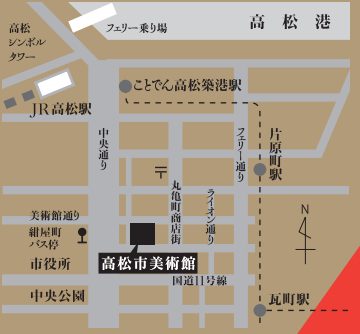 高松
シンボル
タワー
フェリー乗り場
高松港
ことでん高松築港駅
JR高松駅
中央通り
フェリー通り
片原町駅
〒
丸亀町商店街
ライオン通り
美術館通り
紺屋町
バス停
N
市役所
高松市美術館
国道11号線
中央公園
瓦町駅